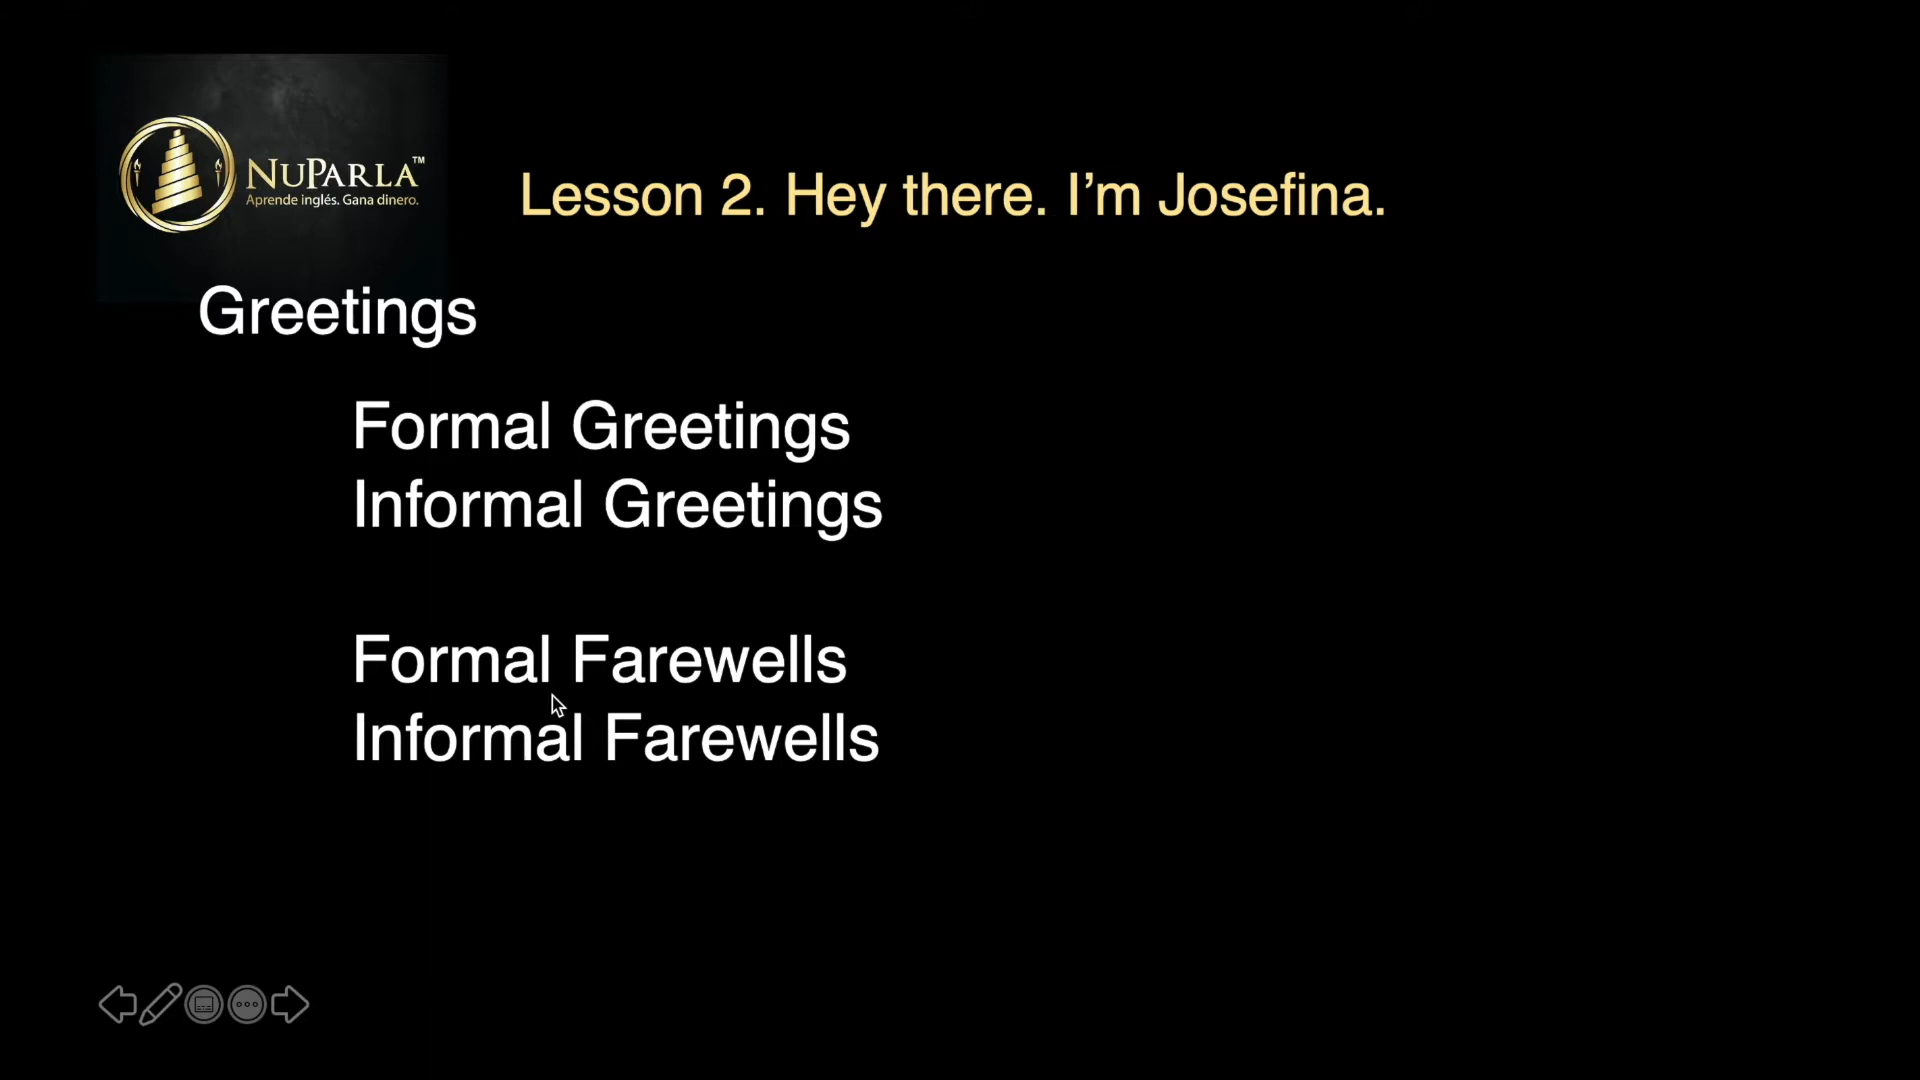 NuParla™
Aprende inglés. Gana dinero.
Lesson 2. Hey there. I’m Josefina.
Greetings
Formal Greetings
Informal Greetings
Formal Farewells
Informal Farewells